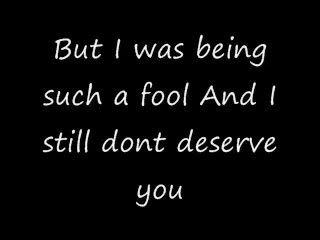 But I was being
such a fool And I
still dont deserve
you